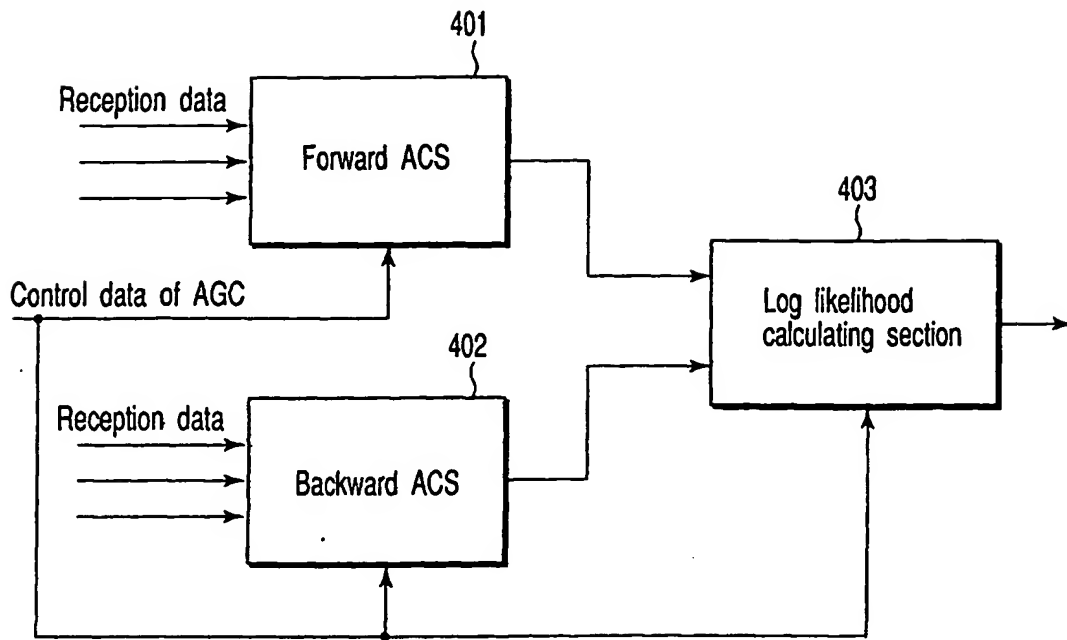 401
Reception data
Forward ACS
403
Control data of AGC
Log likelihood
calculating section
402
Reception data
Backward ACS